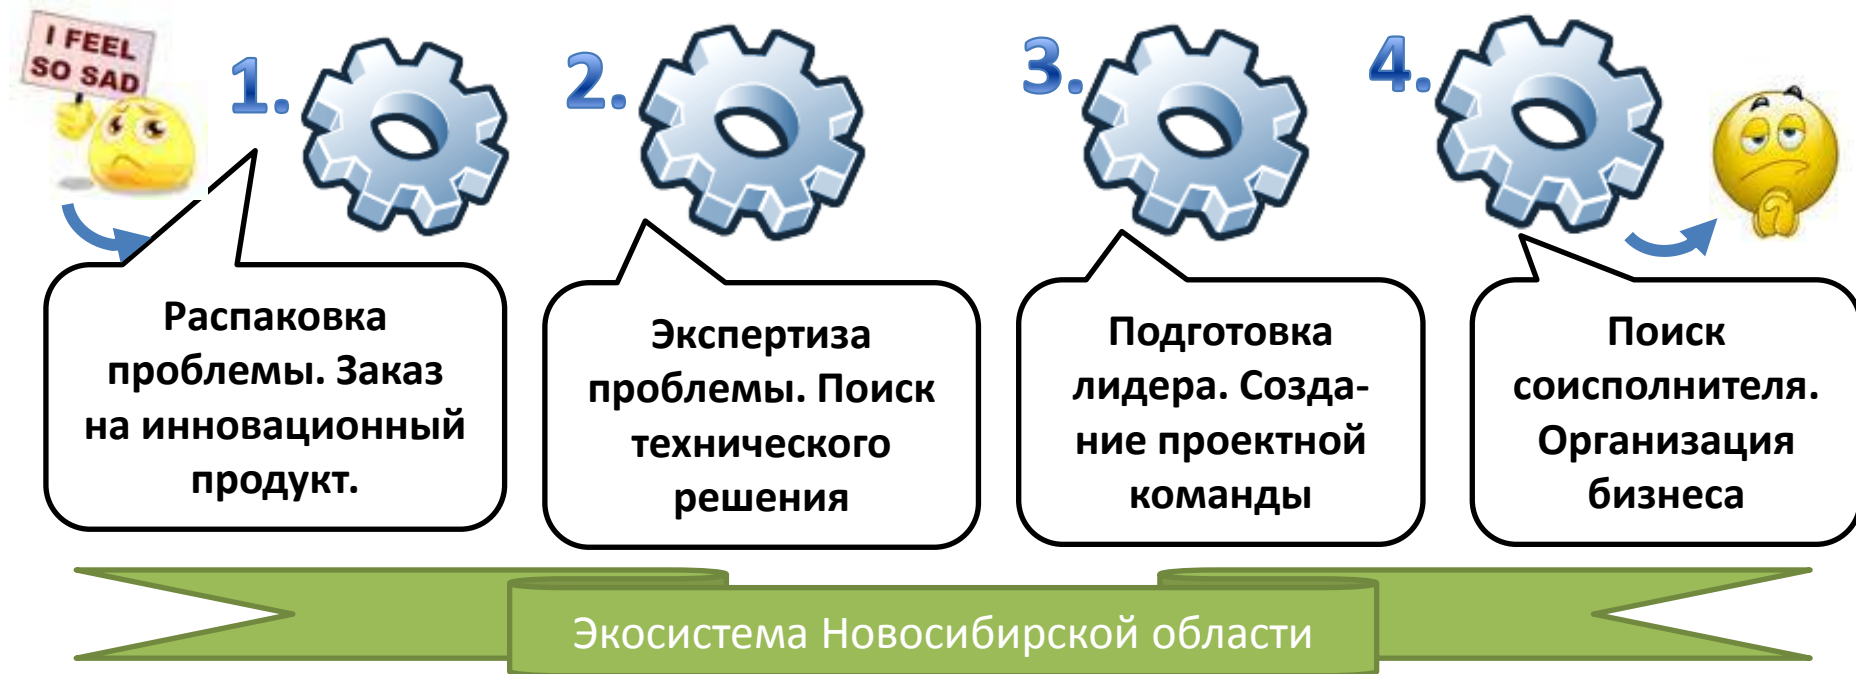 I FEEL
SO SAD
1.
2.
3.
4.
Распаковка
проблемы. Заказ
на инновационный
продукт.
Экспертиза
проблемы. Поиск
технического
решения
Подготовка
лидера. Созда-
ние проектной
команды
Поиск
соисполнителя.
Организация
бизнеса
Экосистема Новосибирской области